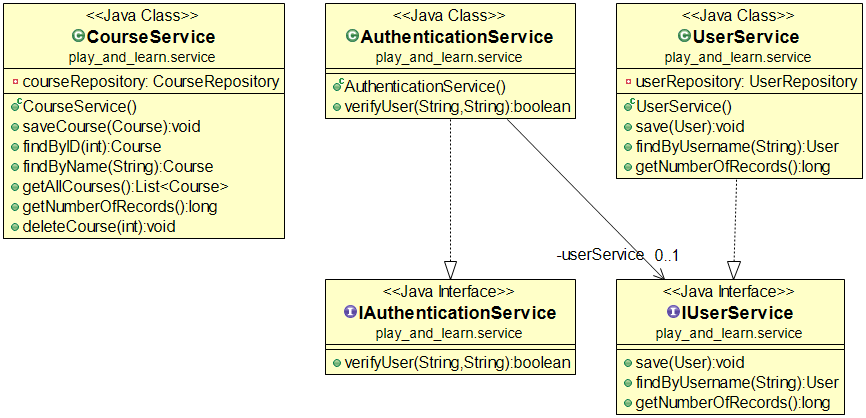 <<Java Class>>
CourseService
play_and_learn.service
courseRepository: CourseRepository
CourseService()
saveCourse(Course):void
findByID(int):Course
findByName(String):Course
getAllCourses():List<Course>
getNumberOfRecords():long
deleteCourse(int):void
<<Java Class>>
AuthenticationService
play_and_learn.service
AuthenticationService()
verifyUser(String,String):boolean
<<Java Class>>
UserService
play_and_learn.service
userRepository: UserRepository
UserService()
save(User):void
findByUsername(String):User
getNumberOfRecords():long
-userService 0..1
<<Java Interface>>
IAuthenticationService
play_and_learn.service
verifyUser(String,String):boolean
<<Java Interface>>
IUserService
play_and_learn.service
save(User):void
findByUsername(String):User
getNumberOfRecords():long